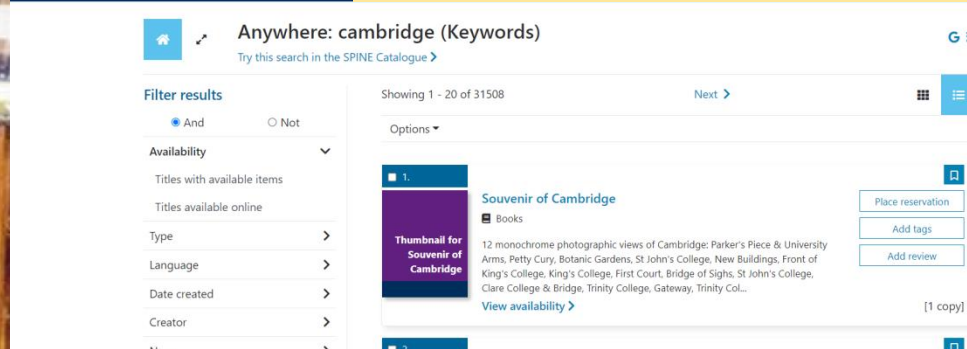 Anywhere: cambridge (Keywords)
Try this search in the SPINE Catalogue
G
Filter results
Showing 1 - 20 of 31508
Next
And
Not
Options
Availability
Titles with available items
Titles available online
Type
Language
Date created
Creator
1.
Souvenir of Cambridge
Books
Thumbnail for
Souvenir of
Cambridge
12 monochrome photographic views of Cambridge: Parker's Piece & University
Arms, Petty Cury, Botanic Gardens, St John's College, New Buildings, Front of
King's College, King's College, First Court, Bridge of Sighs, St John's College,
Clare College & Bridge, Trinity College, Gateway, Trinity Col...
View availability
Place reservation
Add tags
Add review
[1 copy]